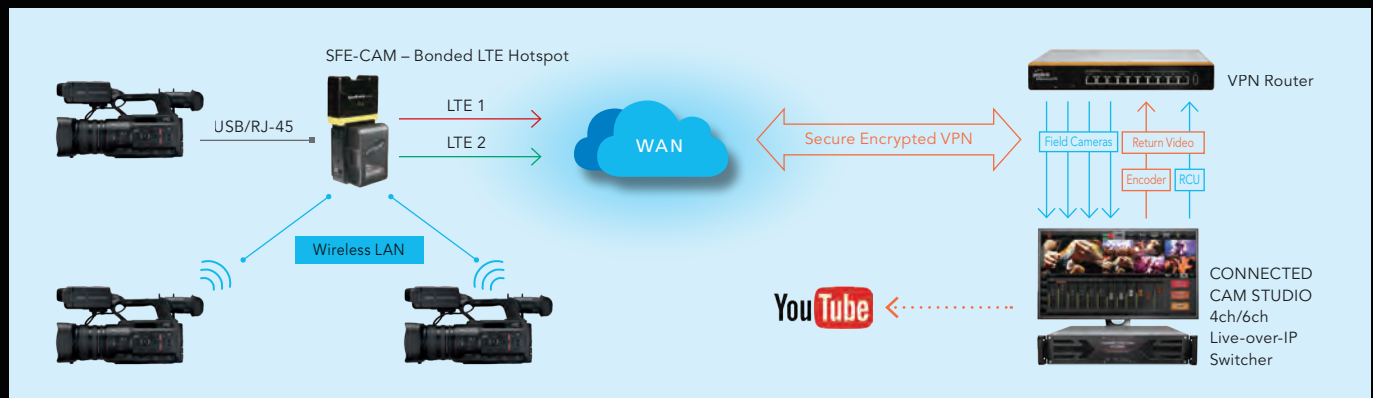 SFE-CAM – Bonded LTE Hotspot
USB/RJ-45
LTE 1
LTE 2
WAN
Wireless LAN
Secure Encrypted VPN
VPN Router
Field Cameras
Return Video
Encoder
RCU
YouTube
CONNECTED
CAM STUDIO
4ch/6ch
Live-over-IP
Switcher